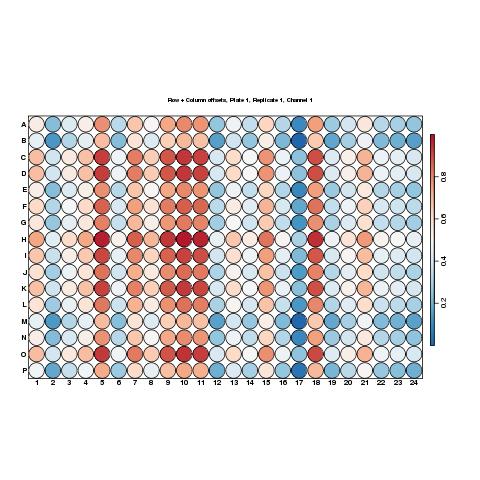 Row + Column offsets, Plate 1, Replicate 1, Channel 1
A
B
C
D
E
F
G
H
I
J
K
L
M
N
O
P
1 2 3 4 5 6 7 8 9 10 11 12 13 14 15 16 17 18 19 20 21 22 23 24
0.8
0.6
0.4
0.2